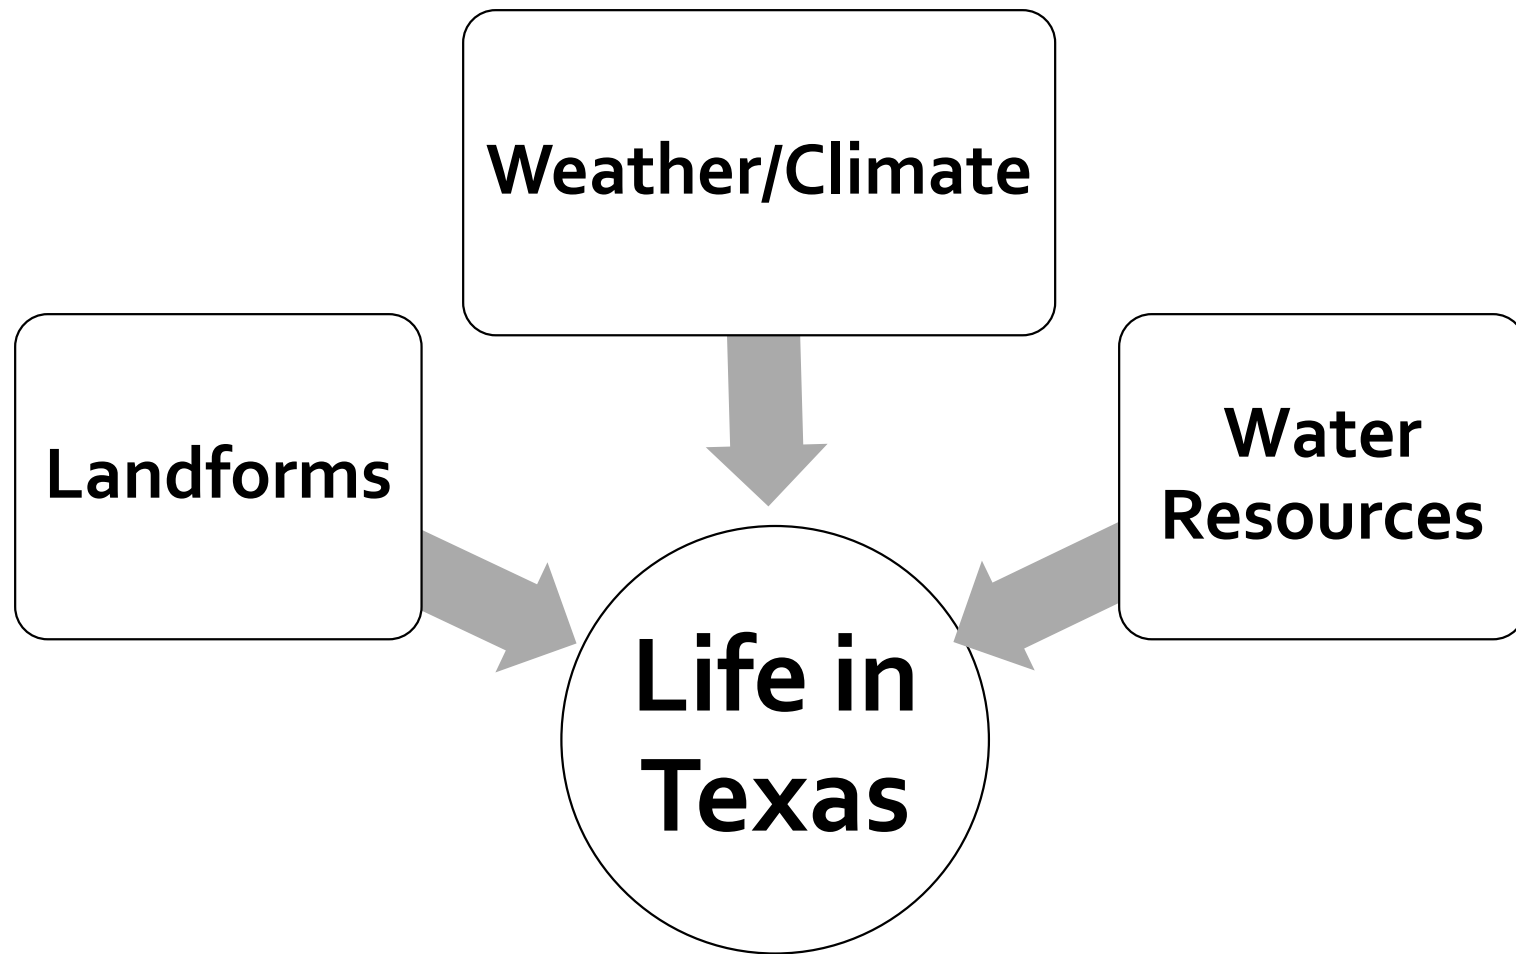 Weather/Climate
Landforms
Water
Resources
Life in
Texas